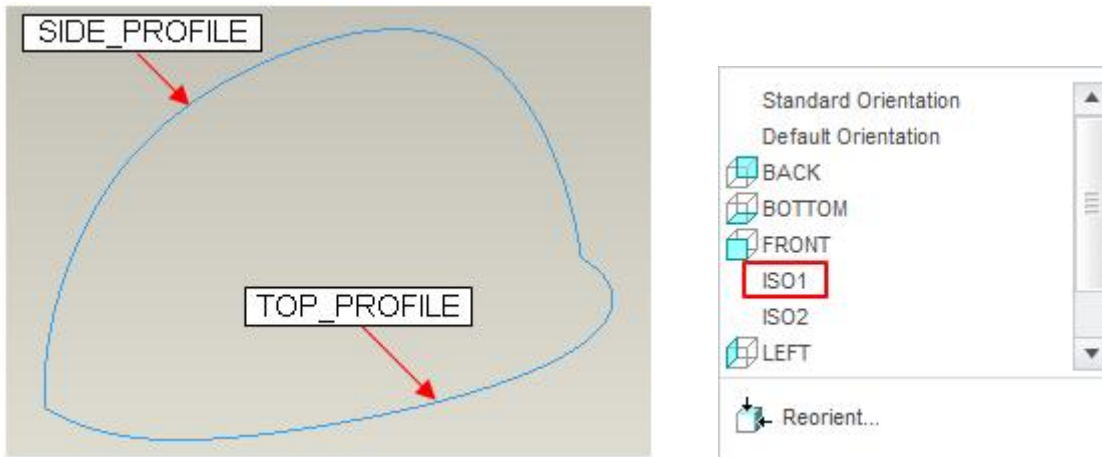 SIDE_PROFILE
TOP_PROFILE
Standard Orientation
Default Orientation
BACK
BOTTOM
FRONT
ISO1
ISO2
LEFT
Reorient...